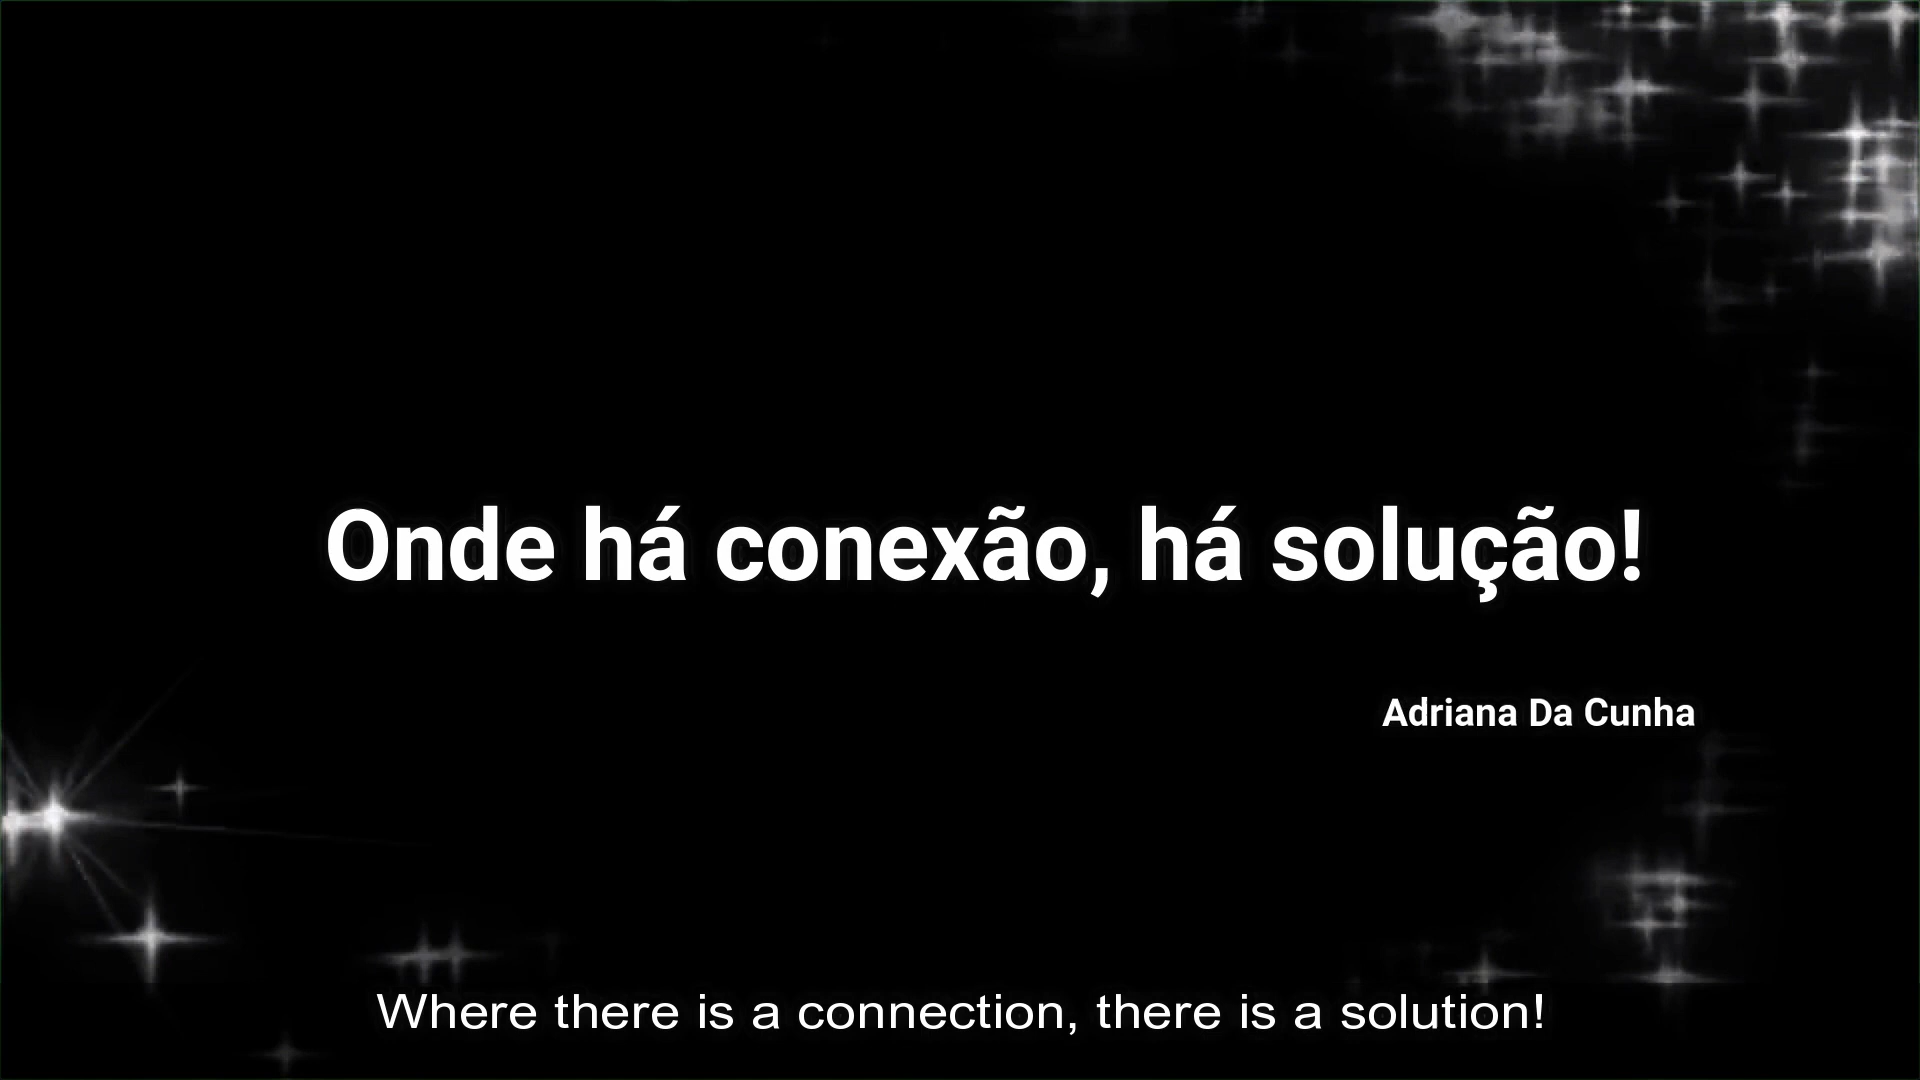 Onde há conexão, há solução!
Adriana Da Cunha
Where there is a connection, there is a solution!